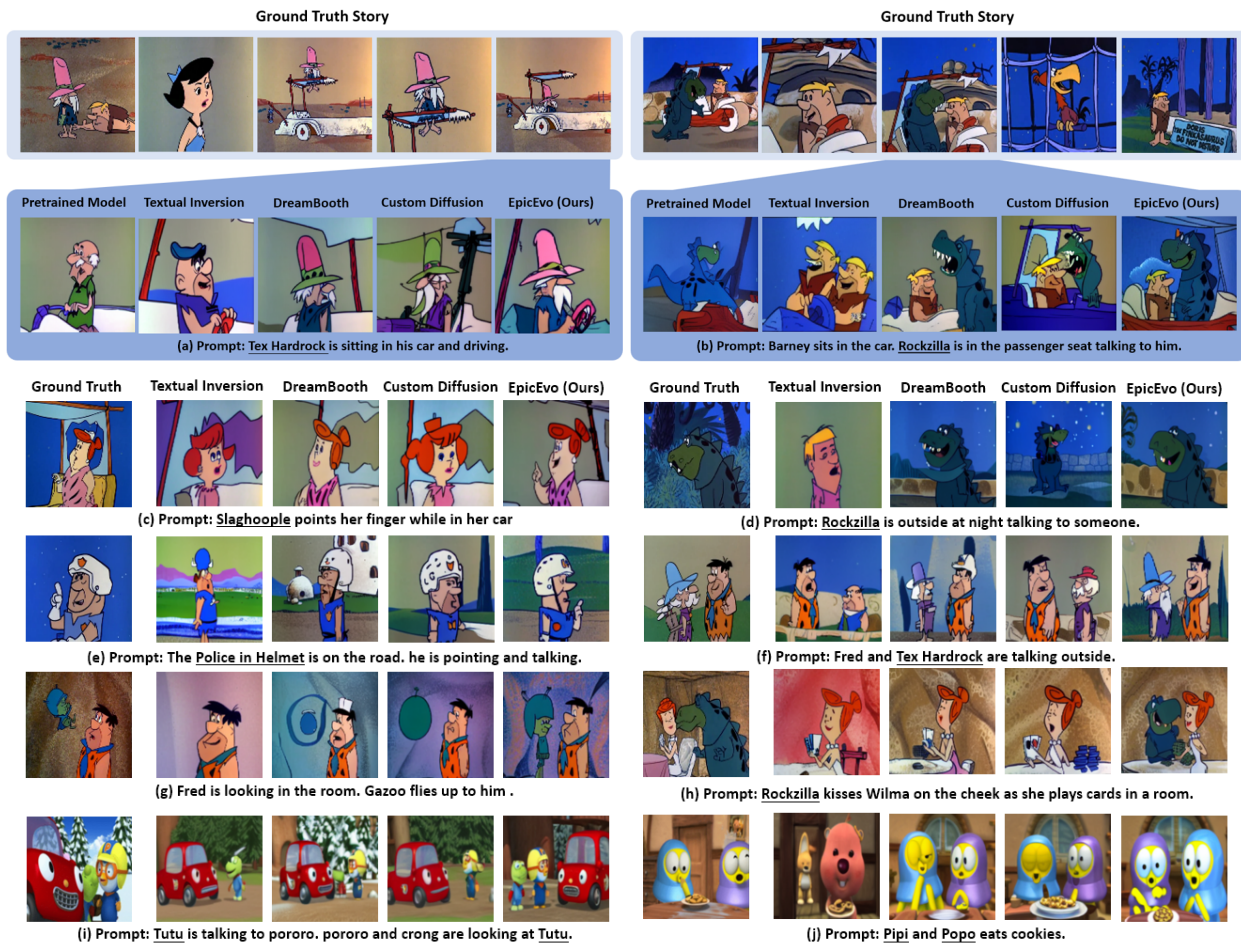 Ground Truth Story
Ground Truth Story
DORIS
THE PINKASAURUS
DO NOT DISTURB
Pretrained Model Textual Inversion DreamBooth Custom Diffusion EpicEvo (Ours)
(a) Prompt: Tex Hardrock is sitting in his car and driving.
Pretrained Model Textual Inversion DreamBooth Custom Diffusion EpicEvo (Ours)
(b) Prompt: Barney sits in the car. Rockzilla is in the passenger seat talking to him.
Ground Truth Textual Inversion DreamBooth Custom Diffusion EpicEvo (Ours)
(c) Prompt: Slaghoople points her finger while in her car
Ground Truth Textual Inversion DreamBooth Custom Diffusion EpicEvo (Ours)
(d) Prompt: Rockzilla is outside at night talking to someone.
(e) Prompt: The Police in Helmet is on the road. he is pointing and talking.
(f) Prompt: Fred and Tex Hardrock are talking outside.
(g) Prompt: Fred is looking in the room. Gazoo flies up to him .
(h) Prompt: Rockzilla kisses Wilma on the cheek as she plays cards in a room.
(i) Prompt: Tutu is talking to pororo. pororo and crong are looking at Tutu.
(j) Prompt: Pipi and Popo eats cookies.